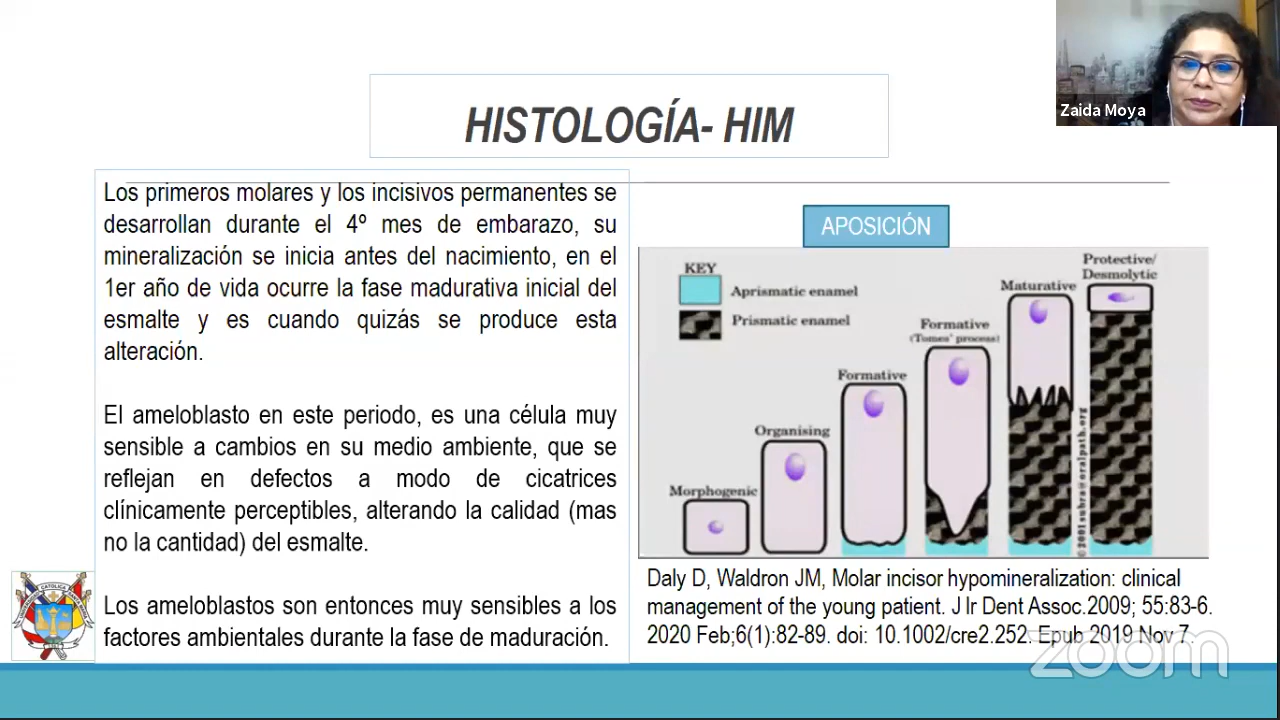 Zaida Moya
HISTOLOGÍA- HIM
Los primeros molares y los incisivos permanentes se
desarrollan durante el 4º mes de embarazo, su
mineralización se inicia antes del nacimiento, en el
1er año de vida ocurre la fase madurativa inicial del
esmalte y es cuando quizás se produce esta
alteración.
El ameloblasto en este periodo, es una célula muy
sensible a cambios en su medio ambiente, que se
reflejan en defectos a modo de cicatrices
clínicamente perceptibles, alterando la calidad (mas
no la cantidad) del esmalte.
Los ameloblastos son entonces muy sensibles a los
factores ambientales durante la fase de maduración.
APOSICIÓN
KEY
Aprismatic enamel
Prismatic enamel
Morphogenic
Organising
Formative
Formative
(Tomes' process)
Maturative
Protective/
Desmolytic
©2001 subra@oralpath.org
Daly D, Waldron JM, Molar incisor hypomineralization: clinical
management of the young patient. J Ir Dent Assoc.2009; 55:83-6.
2020 Feb;6(1):82-89. doi: 10.1002/cre2.252. Epub 2019 Nov 7.
zoom